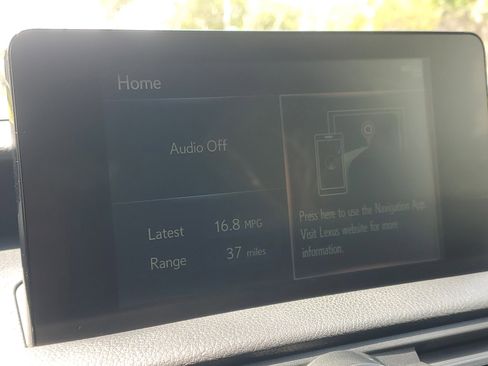 Home
Audio Off
Latest 16.8 MPG
Range 37 miles
Press here to use the Navigation App.
Visit Lexus website for more
information.